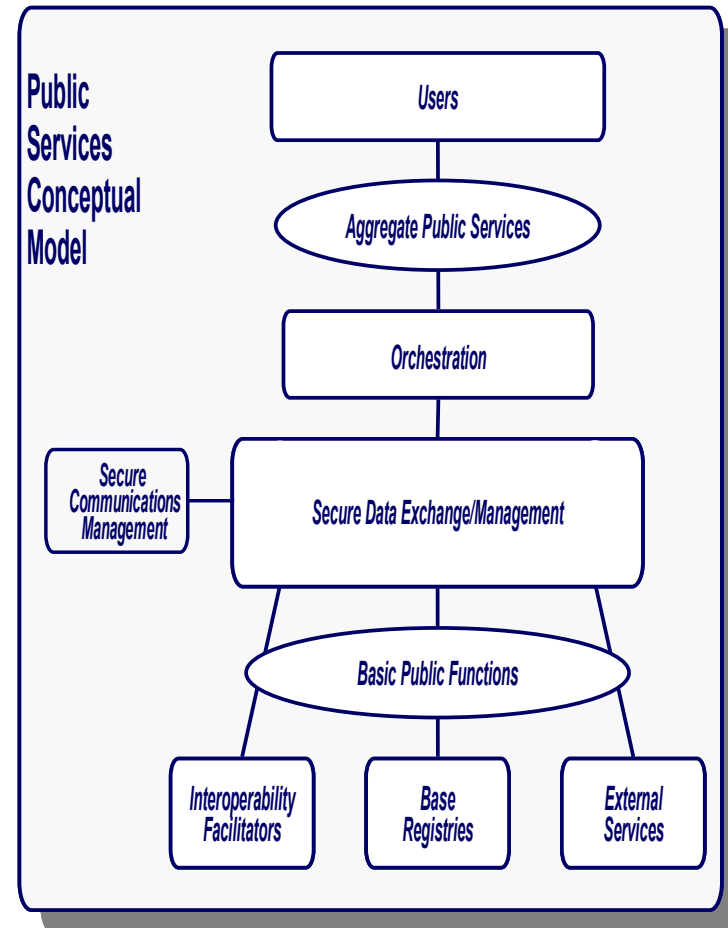 Public
Services
Conceptual
Model
Users
Aggregate Public Services
Orchestration
Secure
Communications
Management
Secure Data Exchange/Management
Basic Public Functions
Interoperability
Facilitators
Base
Registries
External
Services